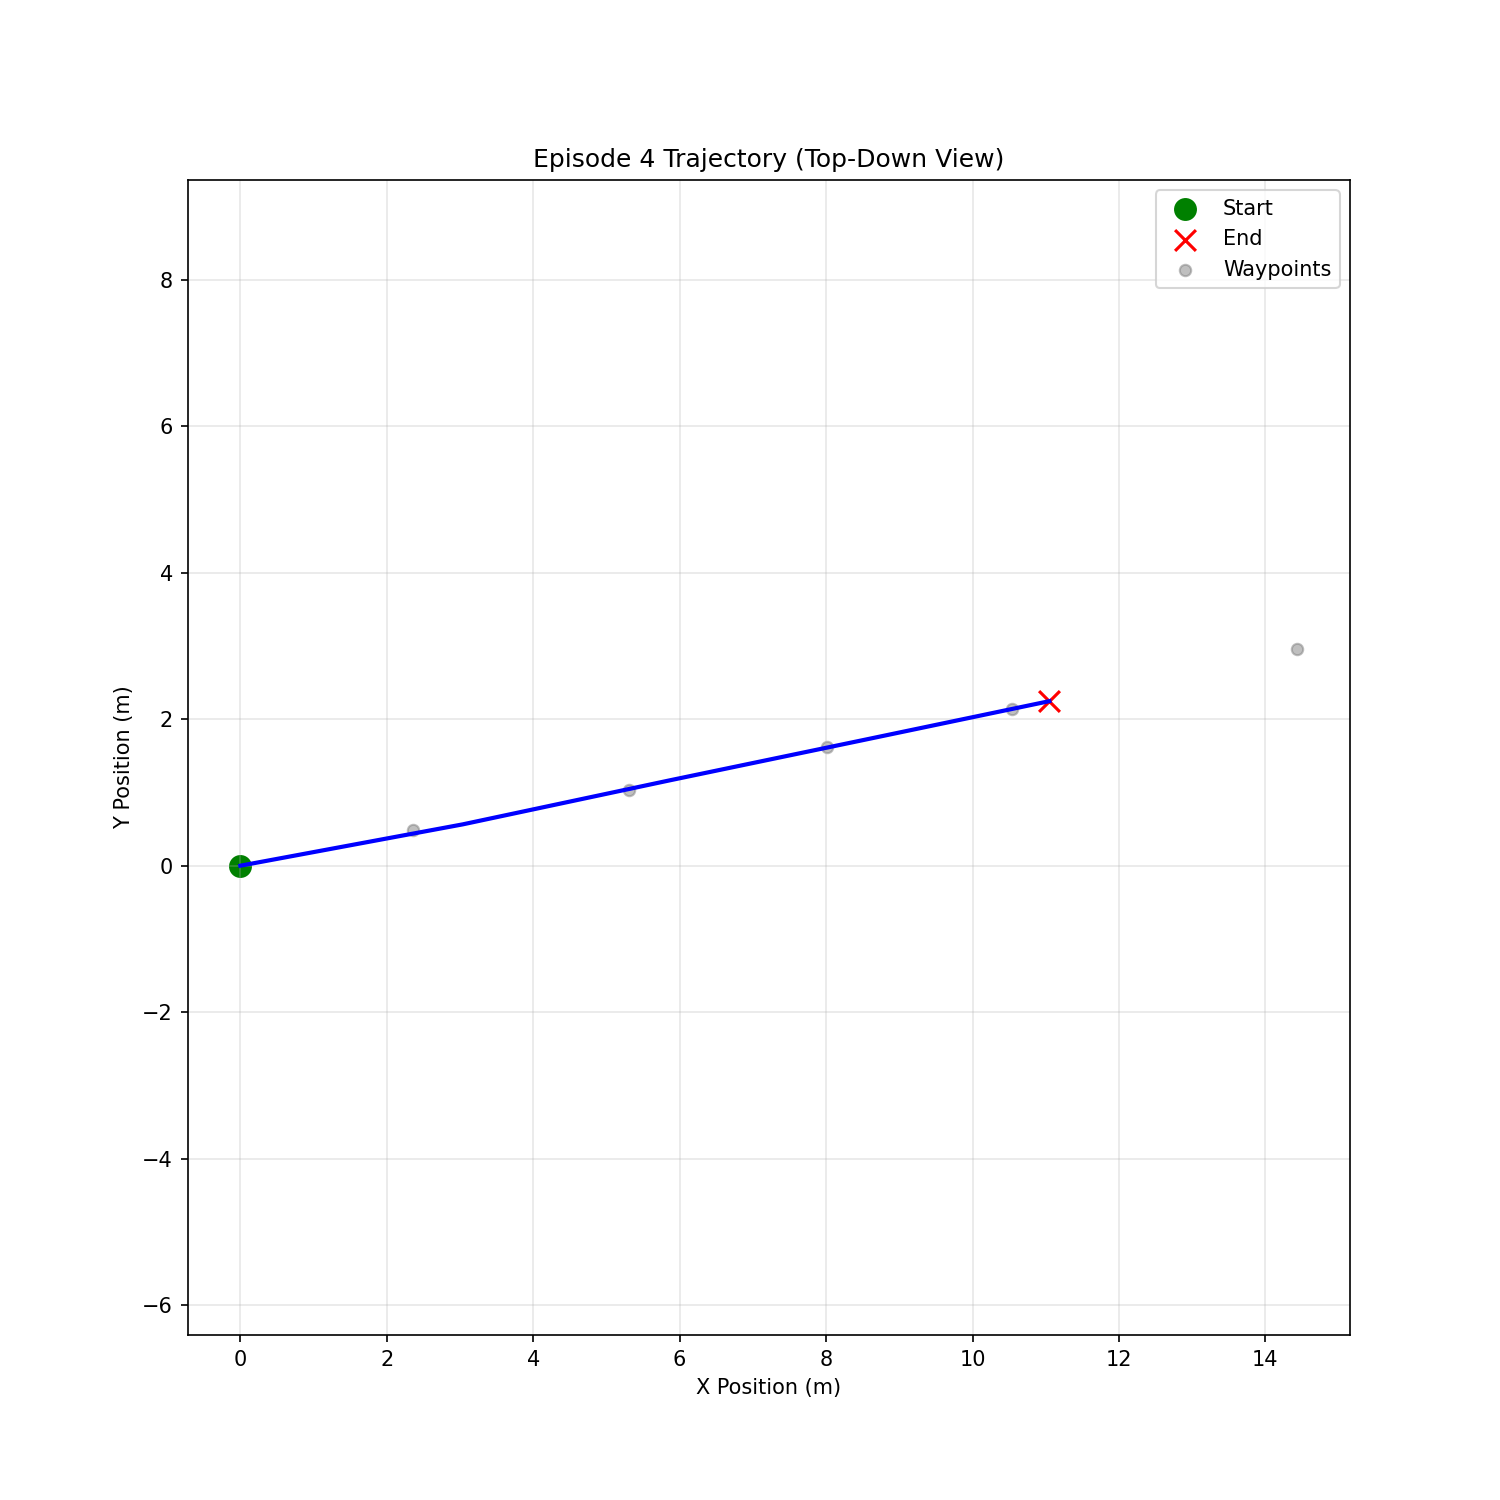 Episode 4 Trajectory (Top-Down View)
Start
End
Waypoints
8
6
4
2
0
−2
−4
−6
Y Position (m)
0 2 4 6 8 10 12 14
X Position (m)